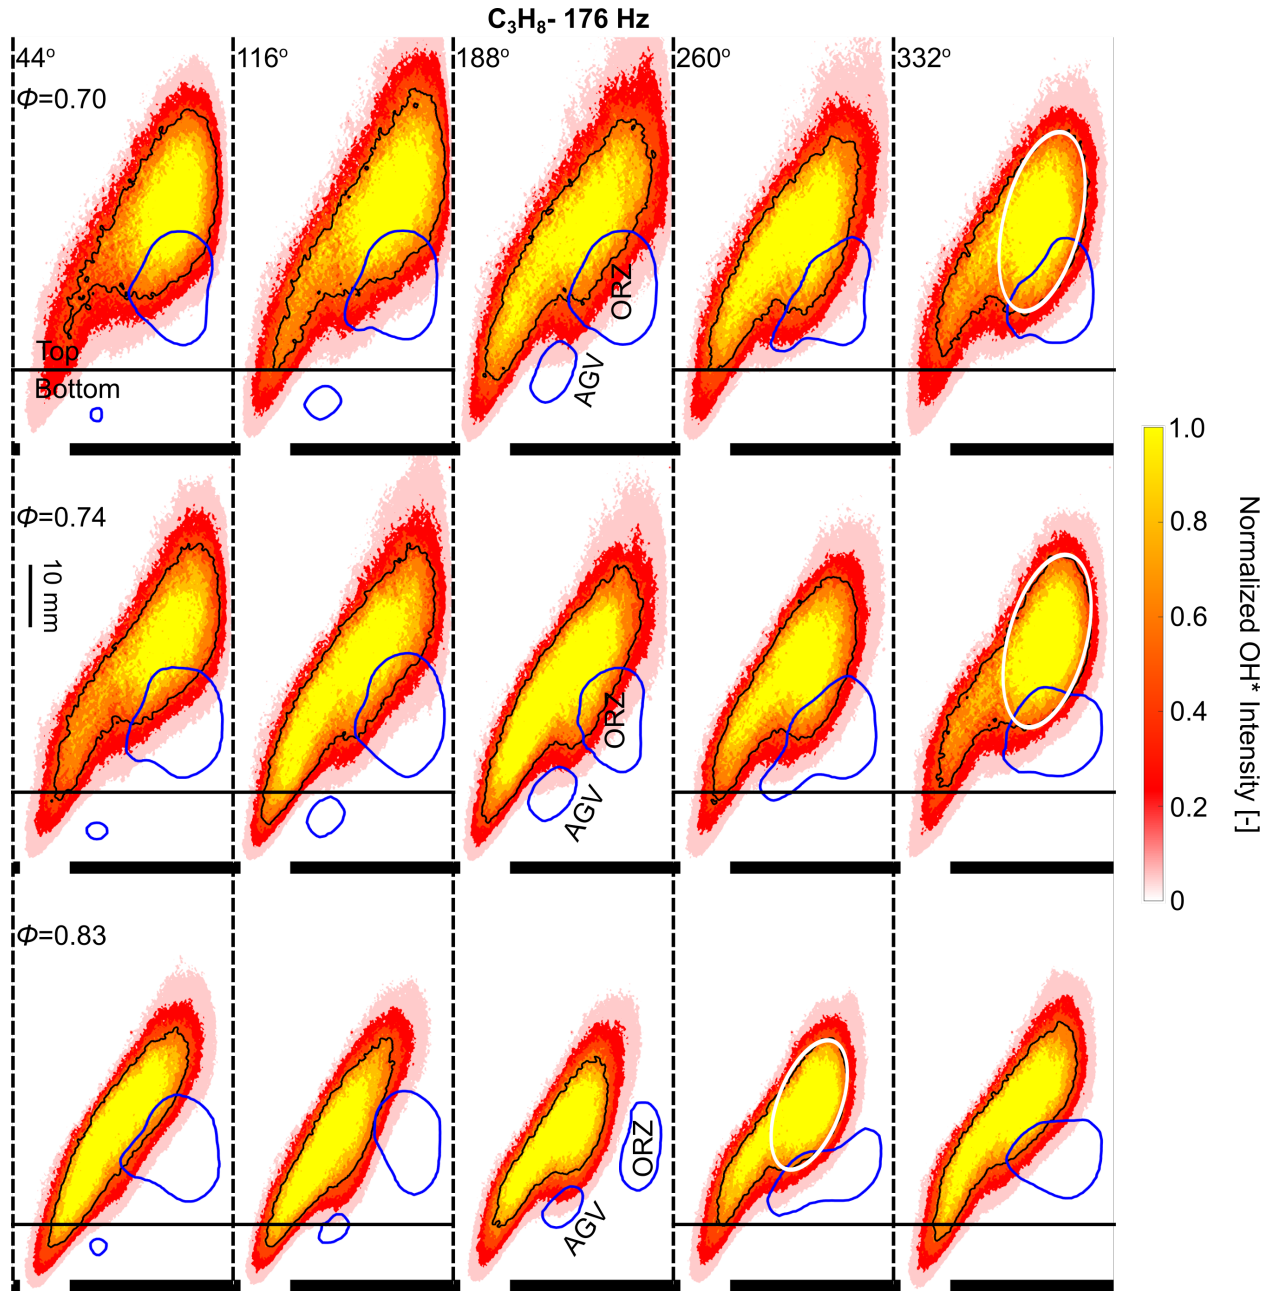 C₃H₈- 176 Hz
44°
116°
188°
260°
332°
Φ=0.70
ORZ
AGV
Top
Bottom
Φ=0.74
10 mm
ORZ
AGV
Φ=0.83
ORZ
AGV
1.0
0.8
0.6
0.4
0.2
0
Normalized OH* Intensity [-]